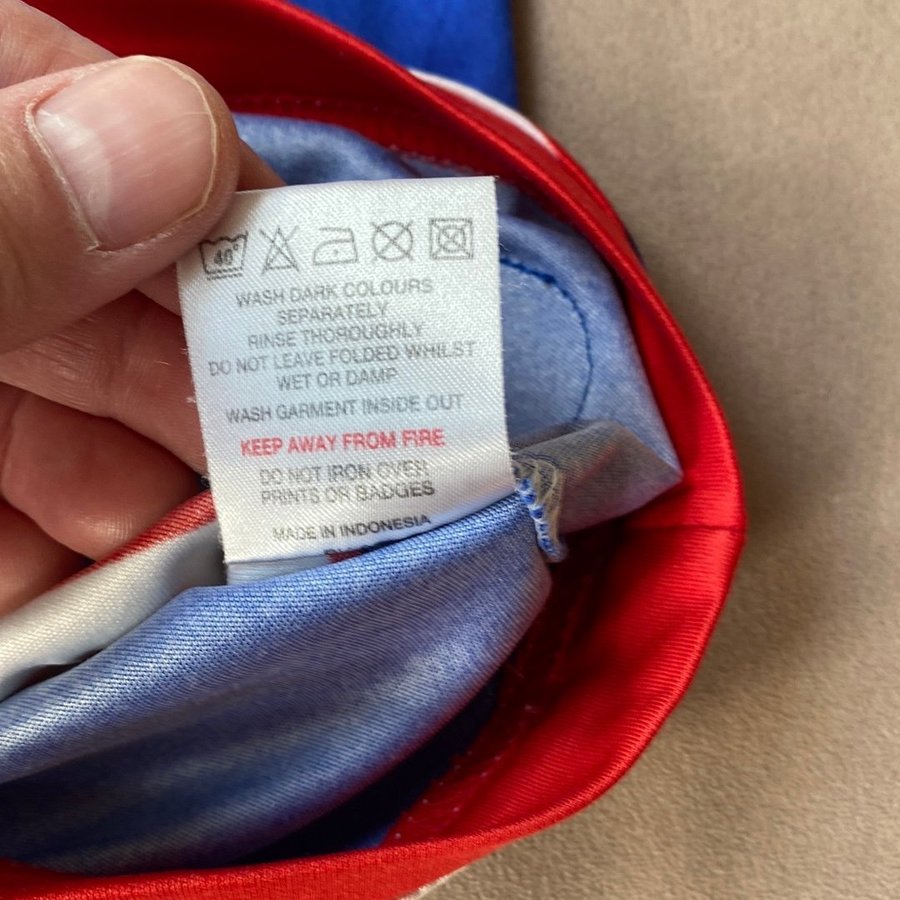 40°
WASH DARK COLOURS
SEPARATELY
RINSE THOROUGHLY
DO NOT LEAVE FOLDED WHILST
WET OR DAMP
WASH GARMENT INSIDE OUT
KEEP AWAY FROM FIRE
DO NOT IRON OVER
PRINTS OR BADGES
MADE IN INDONESIA